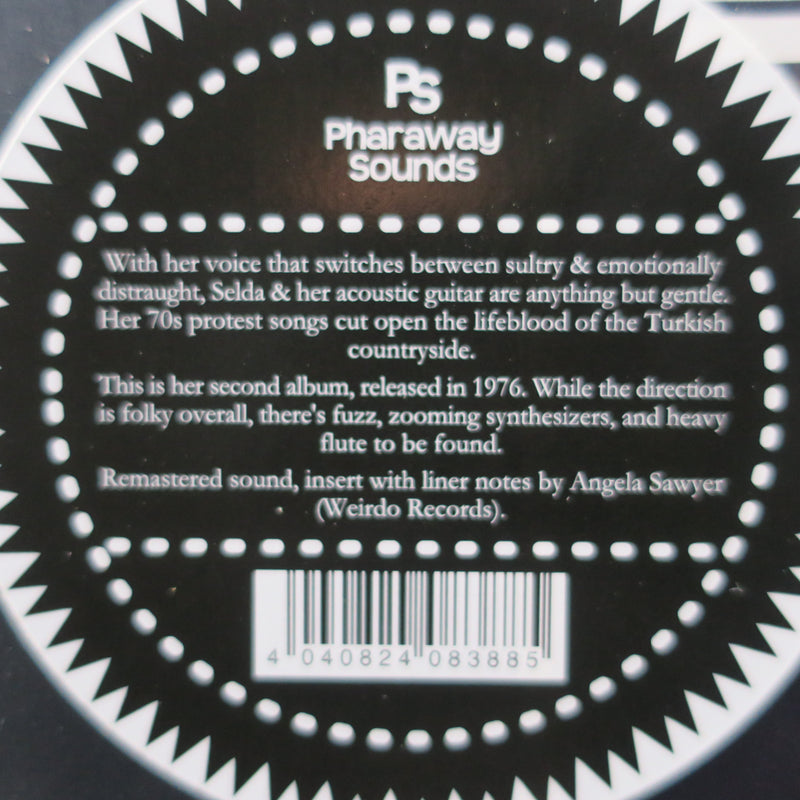 PS
Pharaway
Sounds
With her voice that switches between sultry & emotionally
distraught, Selda & her acoustic guitar are anything but gentle.
Her 70s protest songs cut open the lifeblood of the Turkish
countryside.
This is her second album, released in 1976. While the direction
is folky overall, there's fuzz, zooming synthesizers, and heavy
flute to be found.
Remastered sound, insert with liner notes by Angela Sawyer
(Weirdo Records).
4 040824 083885